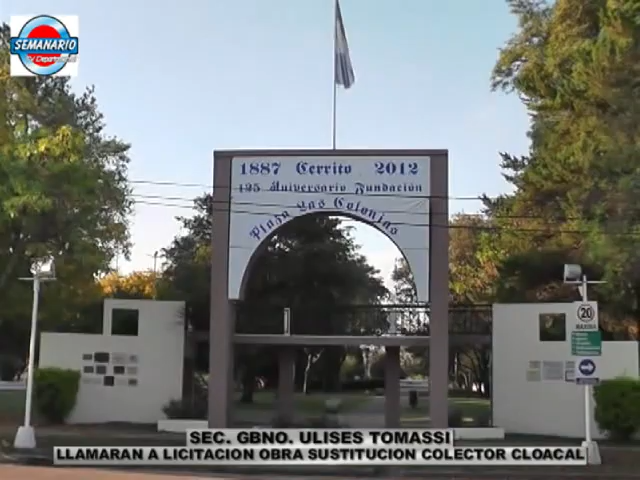 SEMANARIO
1887 Cerrito 2012
125 Aniversario Fundación
Plaza Las Colonias
20
MAXIMA
SEC. GBNO. ULISES TOMASSI
LLAMARAN A LICITACION OBRA SUSTITUCION COLECTOR CLOACAL